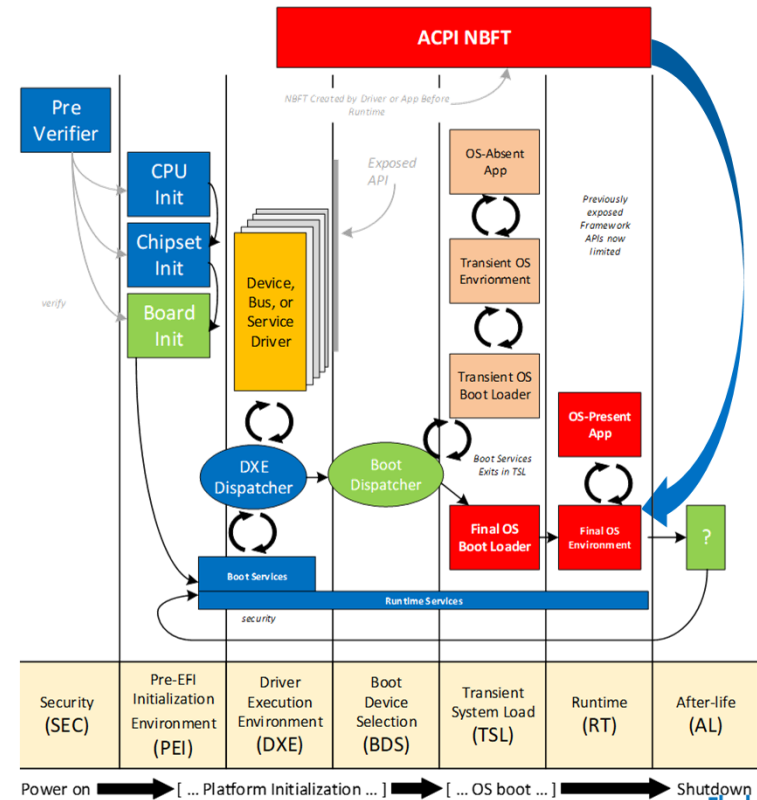 ACPI NBFT
NBFT Created by Driver or App Before
Runtime
Pre
Verifier
CPU
Init
Chipset
Init
Board
Init
verify
Exposed
API
Device,
Bus, or
Service
Driver
OS-Absent
App
Transient OS
Envrionment
Transient OS
Boot Loader
Previously
exposed
Framework
APIs now
limited
OS-Present
App
Boot Services
Exits in TSL
DXE
Dispatcher
Boot
Dispatcher
Final OS
Boot Loader
Final OS
Environment
?
Boot Services
Runtime Services
security
Security
(SEC)
Pre-EFI
Initialization
Environment
(PEI)
Driver
Execution
Environment
(DXE)
Boot
Device
Selection
(BDS)
Transient
System Load
(TSL)
Runtime
(RT)
After-life
(AL)
Power on [ ... Platform Initialization ... ] [ ... OS boot ... ] Shutdown